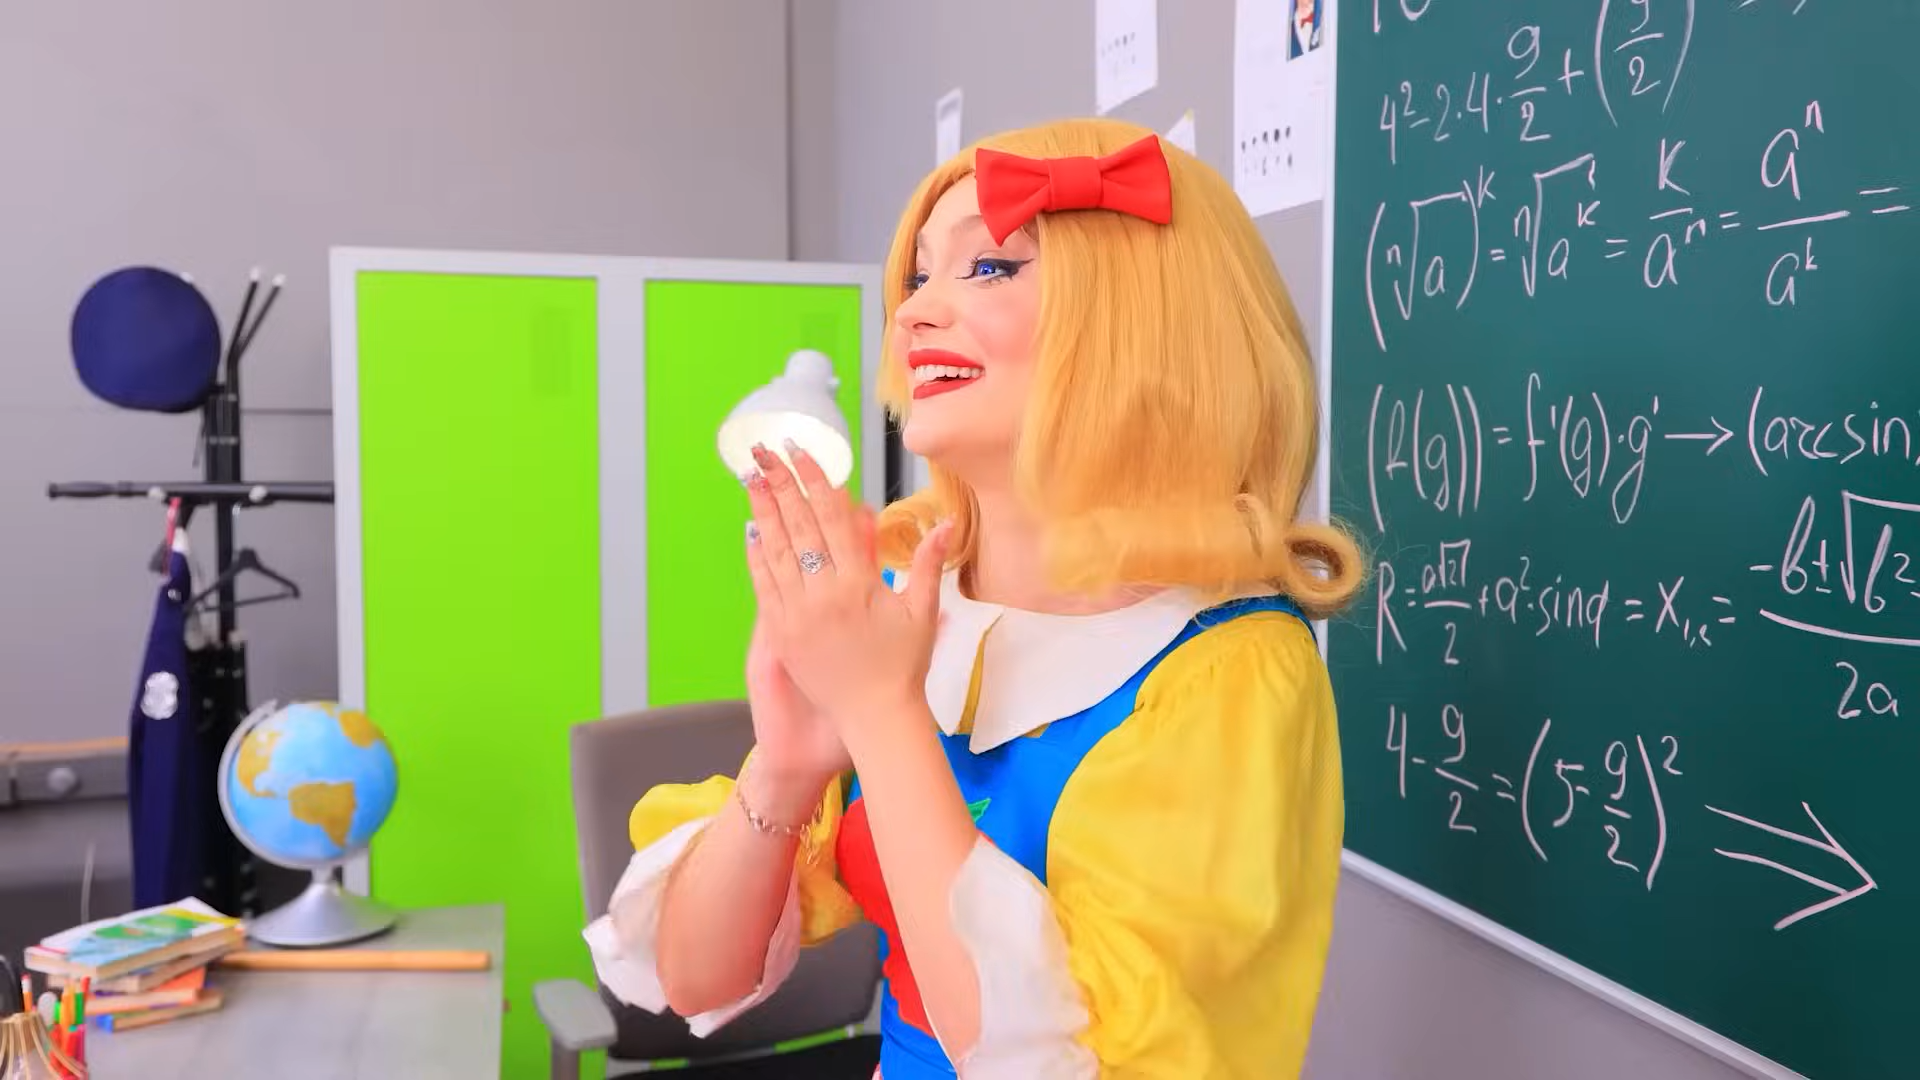 4²-2·4·9/2+(9/2)
(ⁿ√a)ᵏ=ⁿ√aᵏ=k/aⁿ=aⁿ/aᵏ=
(f(g))=f'(g)·g'→(arcsin
R=a√2/2+a²·sinα=X₁,₂=-b±√b²-/2a
4-9/2=(5-9/2)²⇒